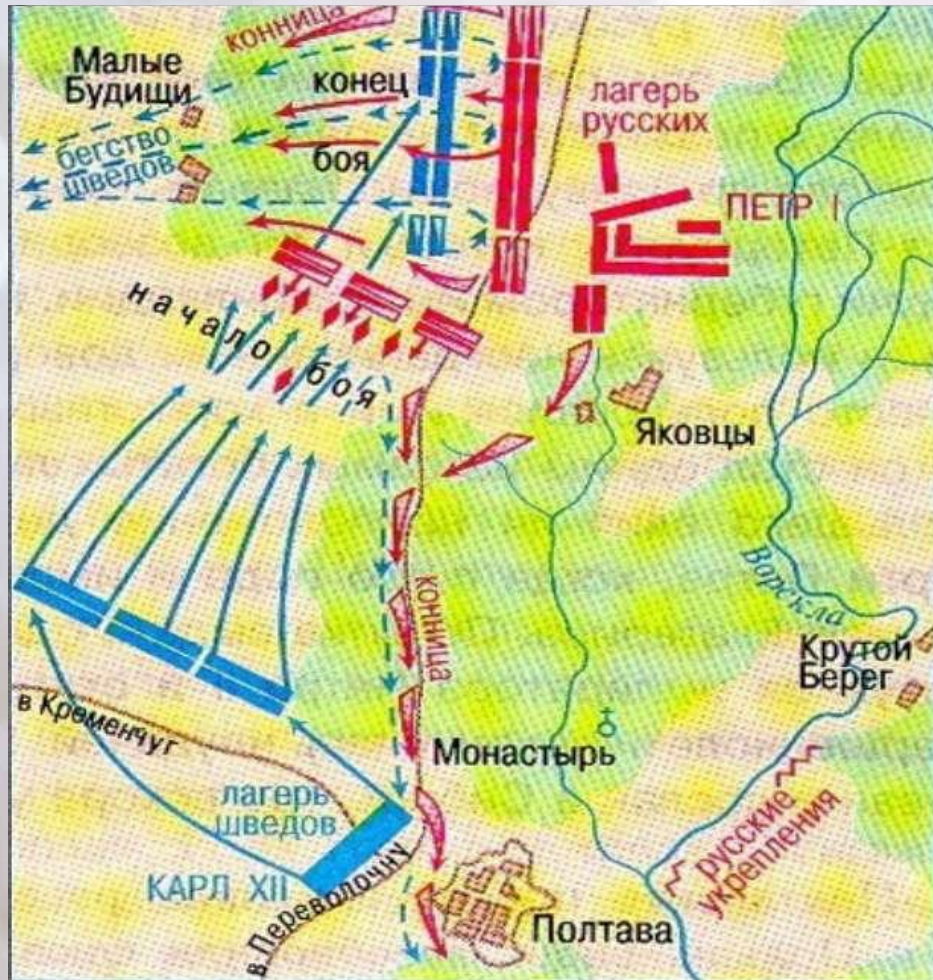 конница
Малые
Будищи
конец
боя
лагерь
русских
бегство
шведов
ПЕТР I
начало боя
Яковцы
конница
Ворскла
Крутой
Берег
в Кременчуг
Монастырь
лагерь
шведов
КАРЛ XII
в Переволочну
русские
укрепления
Полтава